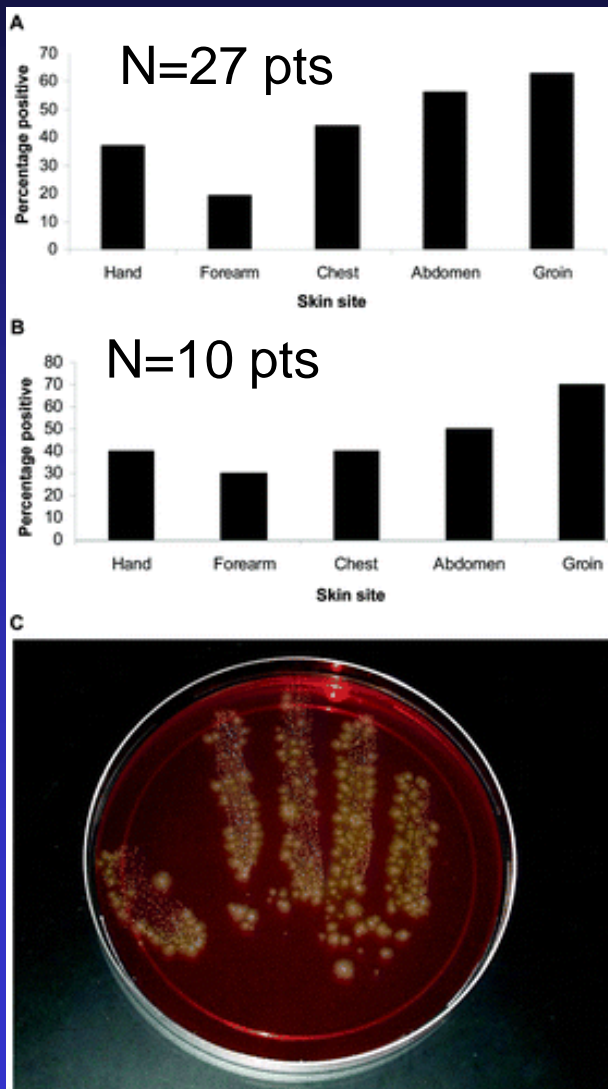 A
N=27 pts
Percentage positive
70
60
50
40
30
20
10
0
Hand Forearm Chest Abdomen Groin
Skin site
B
N=10 pts
Percentage positive
80
70
60
50
40
30
20
10
0
Hand Forearm Chest Abdomen Groin
Skin site
C